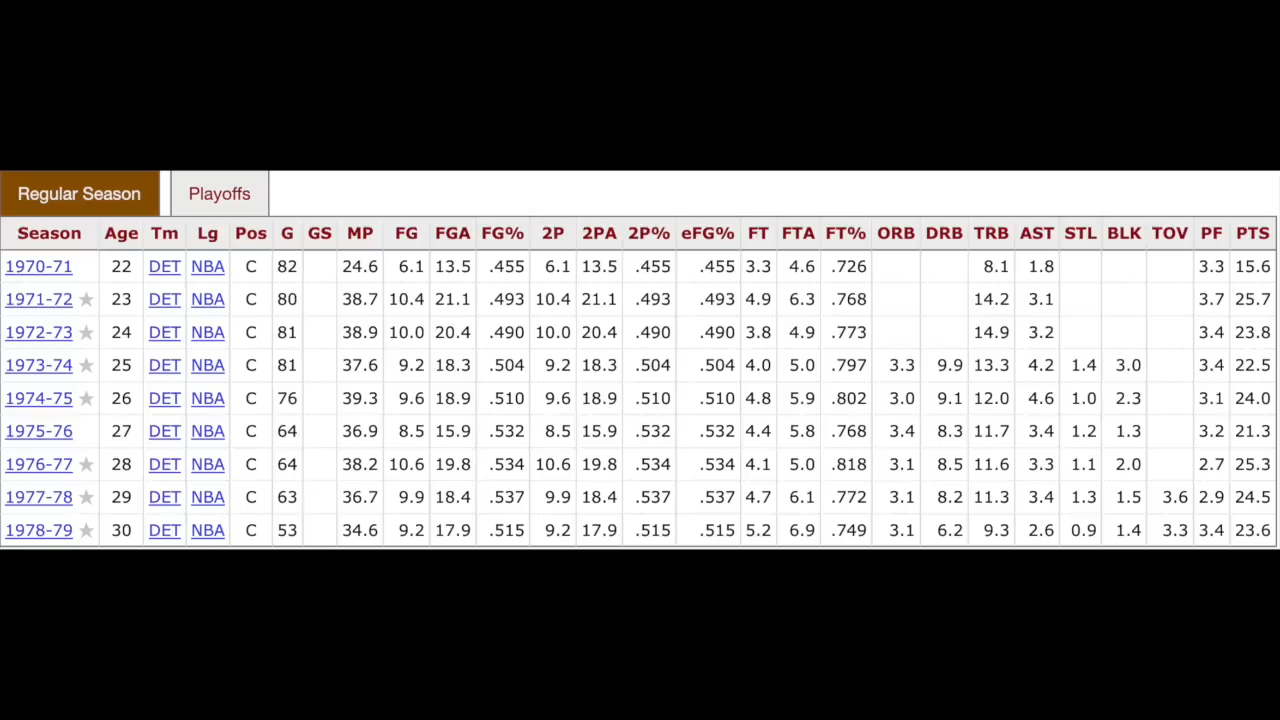 Regular Season Playoffs
Season Age Tm Lg Pos G GS MP FG FGA FG% 2P 2PA 2P% eFG% FT FTA FT% ORB DRB TRB AST STL BLK TOV PF PTS
1970-71 22 DET NBA C 82 24.6 6.1 13.5 .455 6.1 13.5 .455 .455 3.3 4.6 .726 8.1 1.8 3.3 15.6
1971-72 ★ 23 DET NBA C 80 38.7 10.4 21.1 .493 10.4 21.1 .493 .493 4.9 6.3 .768 14.2 3.1 3.7 25.7
1972-73 ★ 24 DET NBA C 81 38.9 10.0 20.4 .490 10.0 20.4 .490 .490 3.8 4.9 .773 14.9 3.2 3.4 23.8
1973-74 ★ 25 DET NBA C 81 37.6 9.2 18.3 .504 9.2 18.3 .504 .504 4.0 5.0 .797 3.3 9.9 13.3 4.2 1.4 3.0 3.4 22.5
1974-75 ★ 26 DET NBA C 76 39.3 9.6 18.9 .510 9.6 18.9 .510 .510 4.8 5.9 .802 3.0 9.1 12.0 4.6 1.0 2.3 3.1 24.0
1975-76 27 DET NBA C 64 36.9 8.5 15.9 .532 8.5 15.9 .532 .532 4.4 5.8 .768 3.4 8.3 11.7 3.4 1.2 1.3 3.2 21.3
1976-77 ★ 28 DET NBA C 64 38.2 10.6 19.8 .534 10.6 19.8 .534 .534 4.1 5.0 .818 3.1 8.5 11.6 3.3 1.1 2.0 2.7 25.3
1977-78 ★ 29 DET NBA C 63 36.7 9.9 18.4 .537 9.9 18.4 .537 .537 4.7 6.1 .772 3.1 8.2 11.3 3.4 1.3 1.5 3.6 2.9 24.5
1978-79 ★ 30 DET NBA C 53 34.6 9.2 17.9 .515 9.2 17.9 .515 .515 5.2 6.9 .749 3.1 6.2 9.3 2.6 0.9 1.4 3.3 3.4 23.6